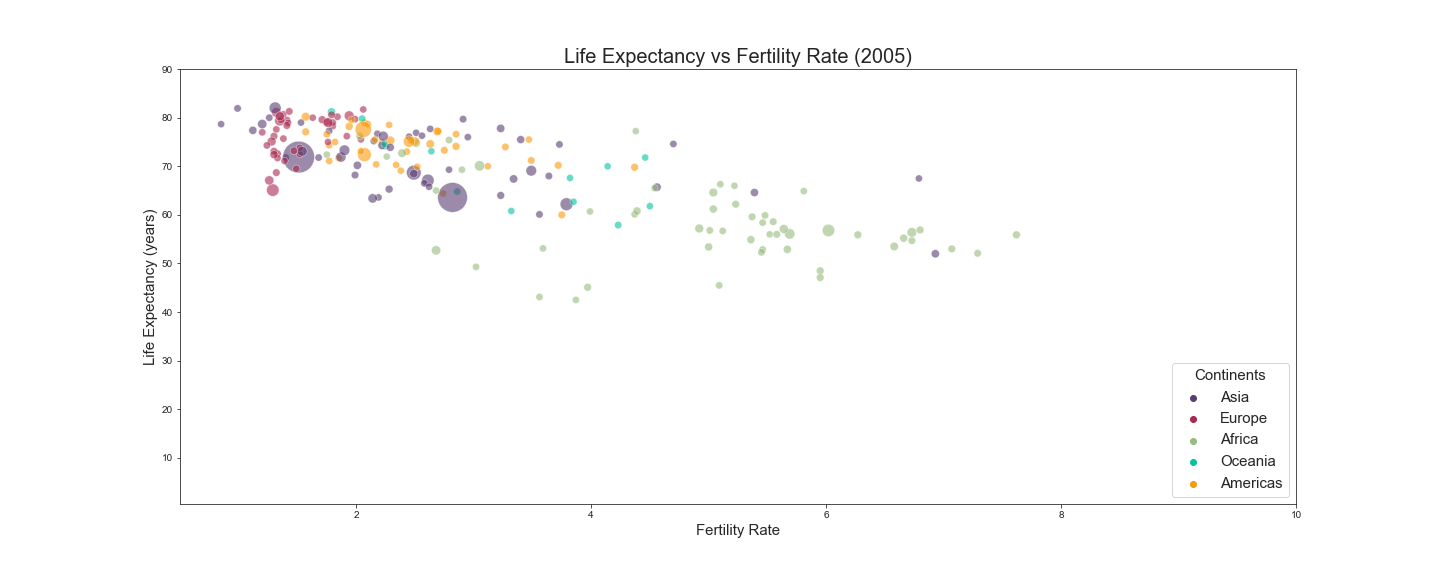 Life Expectancy vs Fertility Rate (2005)
90
80
70
60
50
40
30
20
10
Life Expectancy (years)
2
4
6
8
10
Fertility Rate
Continents
Asia
Europe
Africa
Oceania
Americas